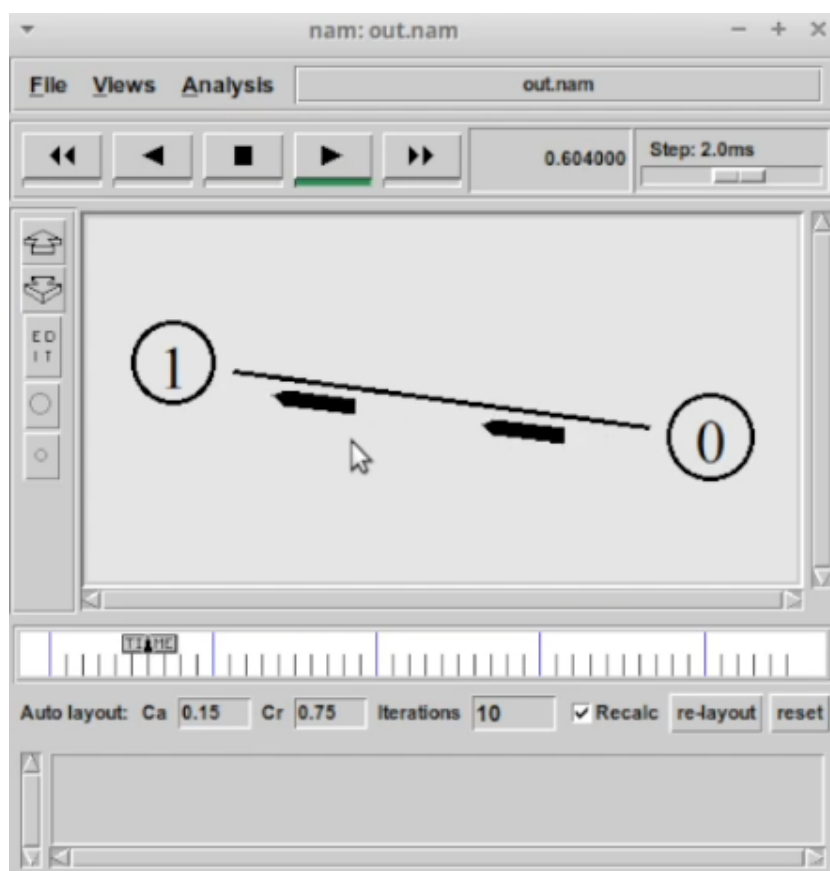 nam: out.nam
File Views Analysis out.nam
0.604000 Step: 2.0ms
ED
IT
1
0
TIME
Auto layout: Ca 0.15 Cr 0.75 Iterations 10 Recalc re-layout reset